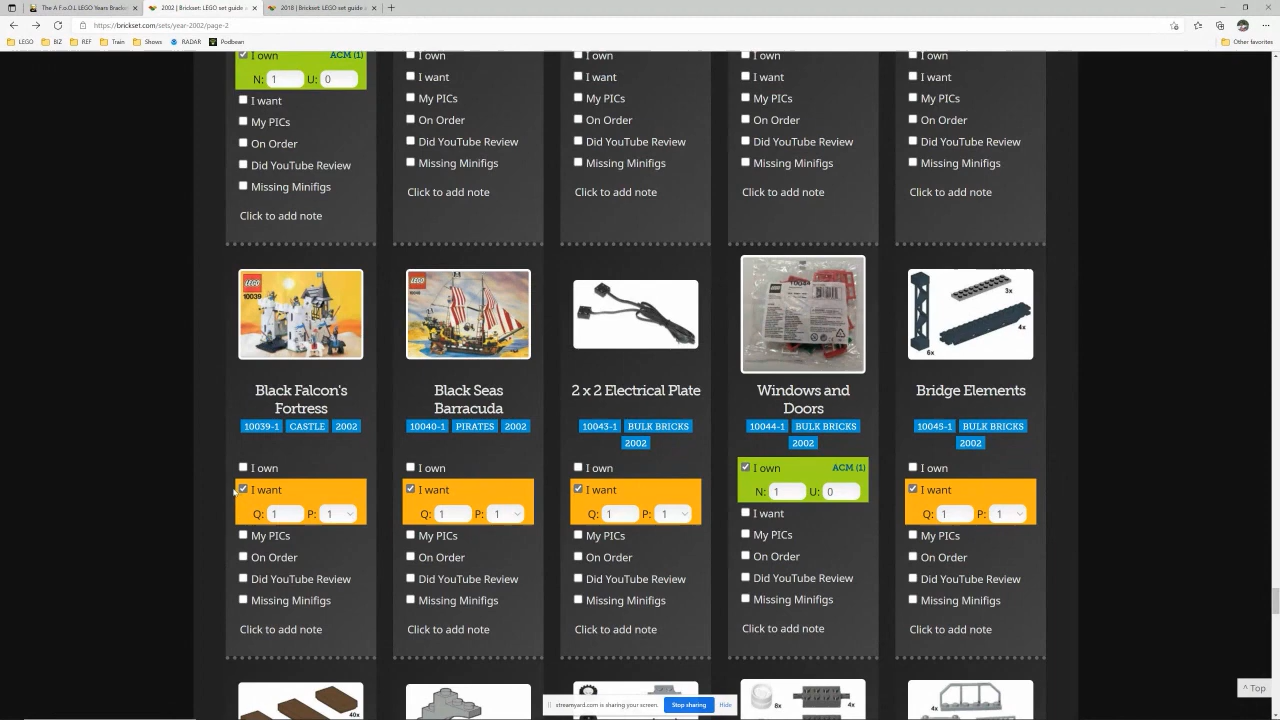 The A.F.o.O.L LEGO Years Bracke
2002 | Brickset: LEGO set guide a
2018 | Brickset: LEGO set guide a
https://brickset.com/sets/year-2002/page-2
LEGO BIZ REF Train Shows RADAR Podbean Other favorites
I own ACM (1) I own I own I own I own
N: 1 U: 0 I want I want I want I want
I want My PICs My PICs My PICs My PICs
My PICs On Order On Order On Order On Order
On Order Did YouTube Review Did YouTube Review Did YouTube Review Did YouTube Review
Did YouTube Review Missing Minifigs Missing Minifigs Missing Minifigs Missing Minifigs
Missing Minifigs
Click to add note Click to add note Click to add note Click to add note
Click to add note
LEGO
10039
LEGO
10044
3x
4x
6x
Black Falcon's Fortress
10039-1 CASTLE 2002
Black Seas Barracuda
10040-1 PIRATES 2002
2 x 2 Electrical Plate
10043-1 BULK BRICKS
2002
Windows and Doors
10044-1 BULK BRICKS
2002
Bridge Elements
10045-1 BULK BRICKS
2002
I own I own I own I own ACM (1) I own
I want I want I want N: 1 U: 0 I want
Q: 1 P: 1 Q: 1 P: 1 Q: 1 P: 1 I want Q: 1 P: 1
My PICs My PICs My PICs My PICs My PICs
On Order On Order On Order On Order On Order
Did YouTube Review Did YouTube Review Did YouTube Review Did YouTube Review Did YouTube Review
Missing Minifigs Missing Minifigs Missing Minifigs Missing Minifigs Missing Minifigs
Click to add note Click to add note Click to add note Click to add note Click to add note
^ Top
40x
8x 4x
4x
streamyard.com is sharing your screen. Stop sharing Hide